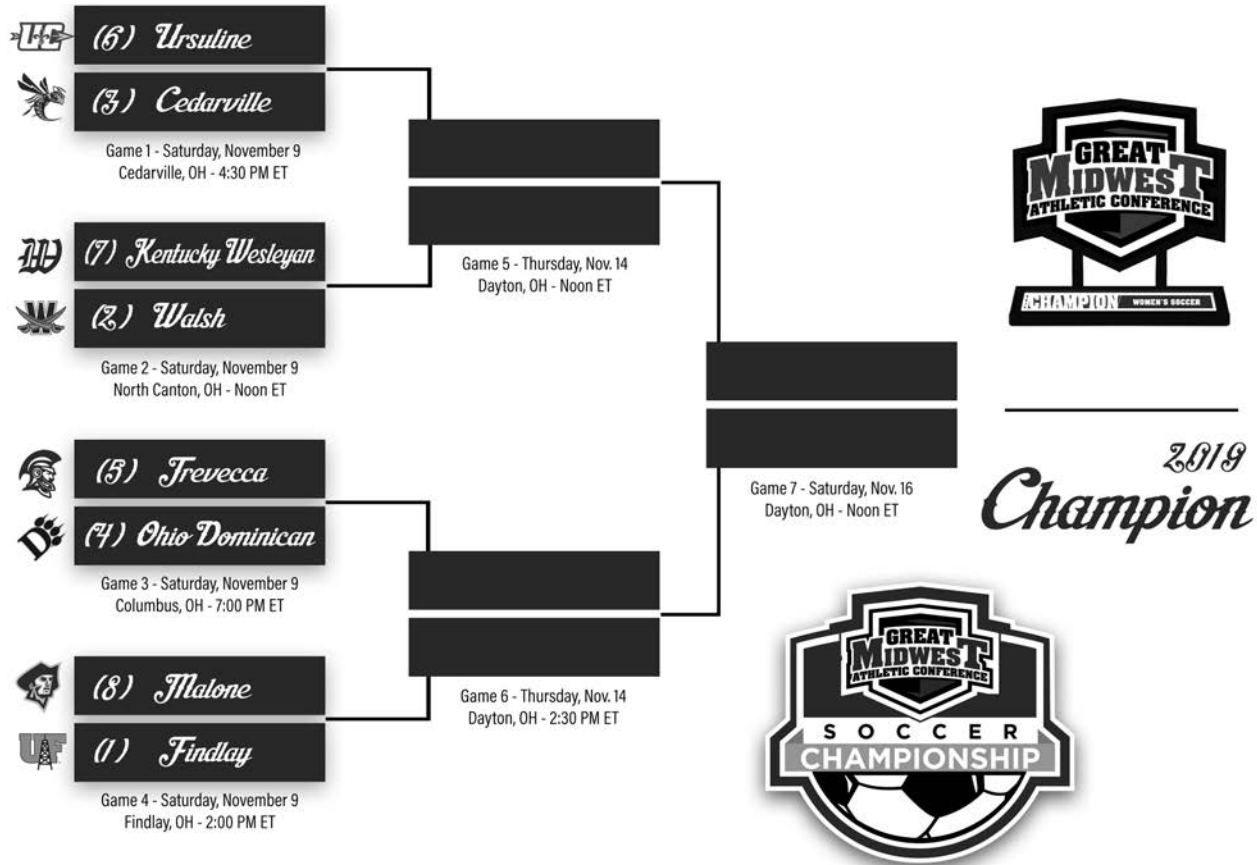 UC
(6) Ursuline
(3) Cedarville
Game 1 - Saturday, November 9
Cedarville, OH - 4:30 PM ET
W
(7) Kentucky Wesleyan
W
(2) Walsh
Game 2 - Saturday, November 9
North Canton, OH - Noon ET
(5) Trevecca
D
(4) Ohio Dominican
Game 3 - Saturday, November 9
Columbus, OH - 7:00 PM ET
(8) Malone
UF
(1) Findlay
Game 4 - Saturday, November 9
Findlay, OH - 2:00 PM ET
Game 5 - Thursday, Nov. 14
Dayton, OH - Noon ET
Game 6 - Thursday, Nov. 14
Dayton, OH - 2:30 PM ET
Game 7 - Saturday, Nov. 16
Dayton, OH - Noon ET
GREAT
MIDWEST
ATHLETIC CONFERENCE
CHAMPION WOMEN'S SOCCER
2019
Champion
GREAT
MIDWEST
ATHLETIC CONFERENCE
SOCCER
CHAMPIONSHIP